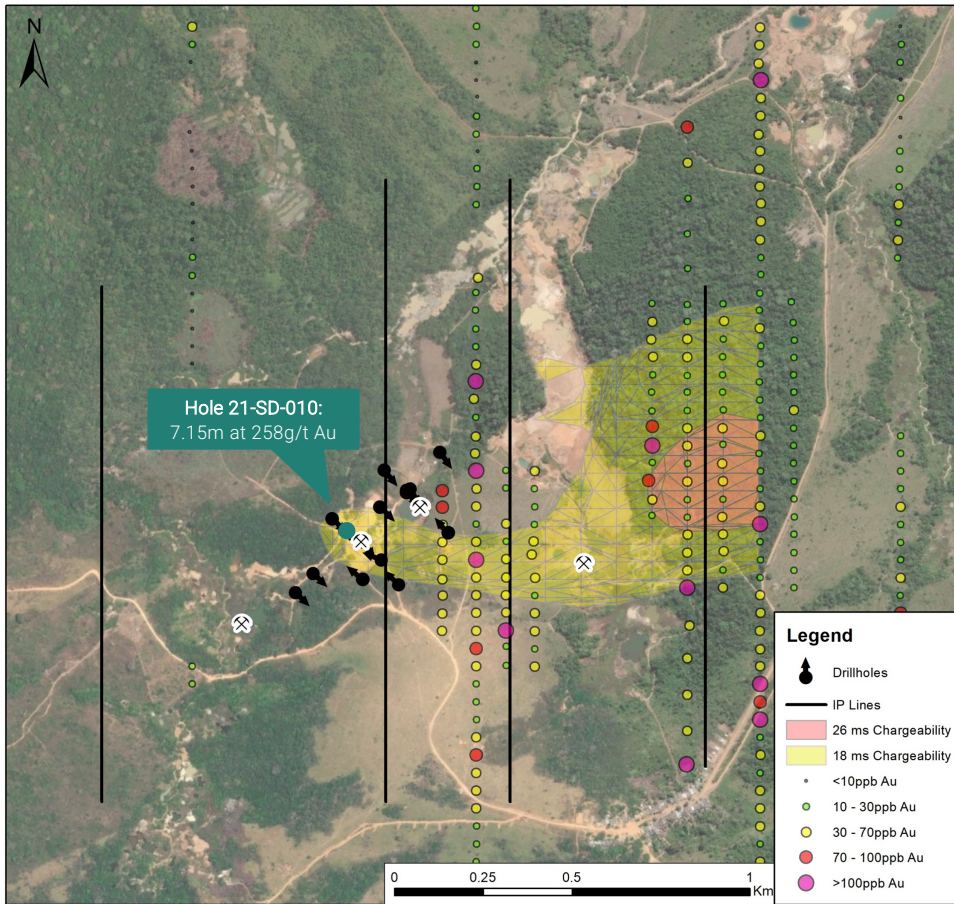 N
Hole 21-SD-010:
7.15m at 258g/t Au
Legend
Drillholes
IP Lines
26 ms Chargeability
18 ms Chargeability
<10ppb Au
10 - 30ppb Au
30 - 70ppb Au
70 - 100ppb Au
>100ppb Au
0 0.25 0.5 1
Km